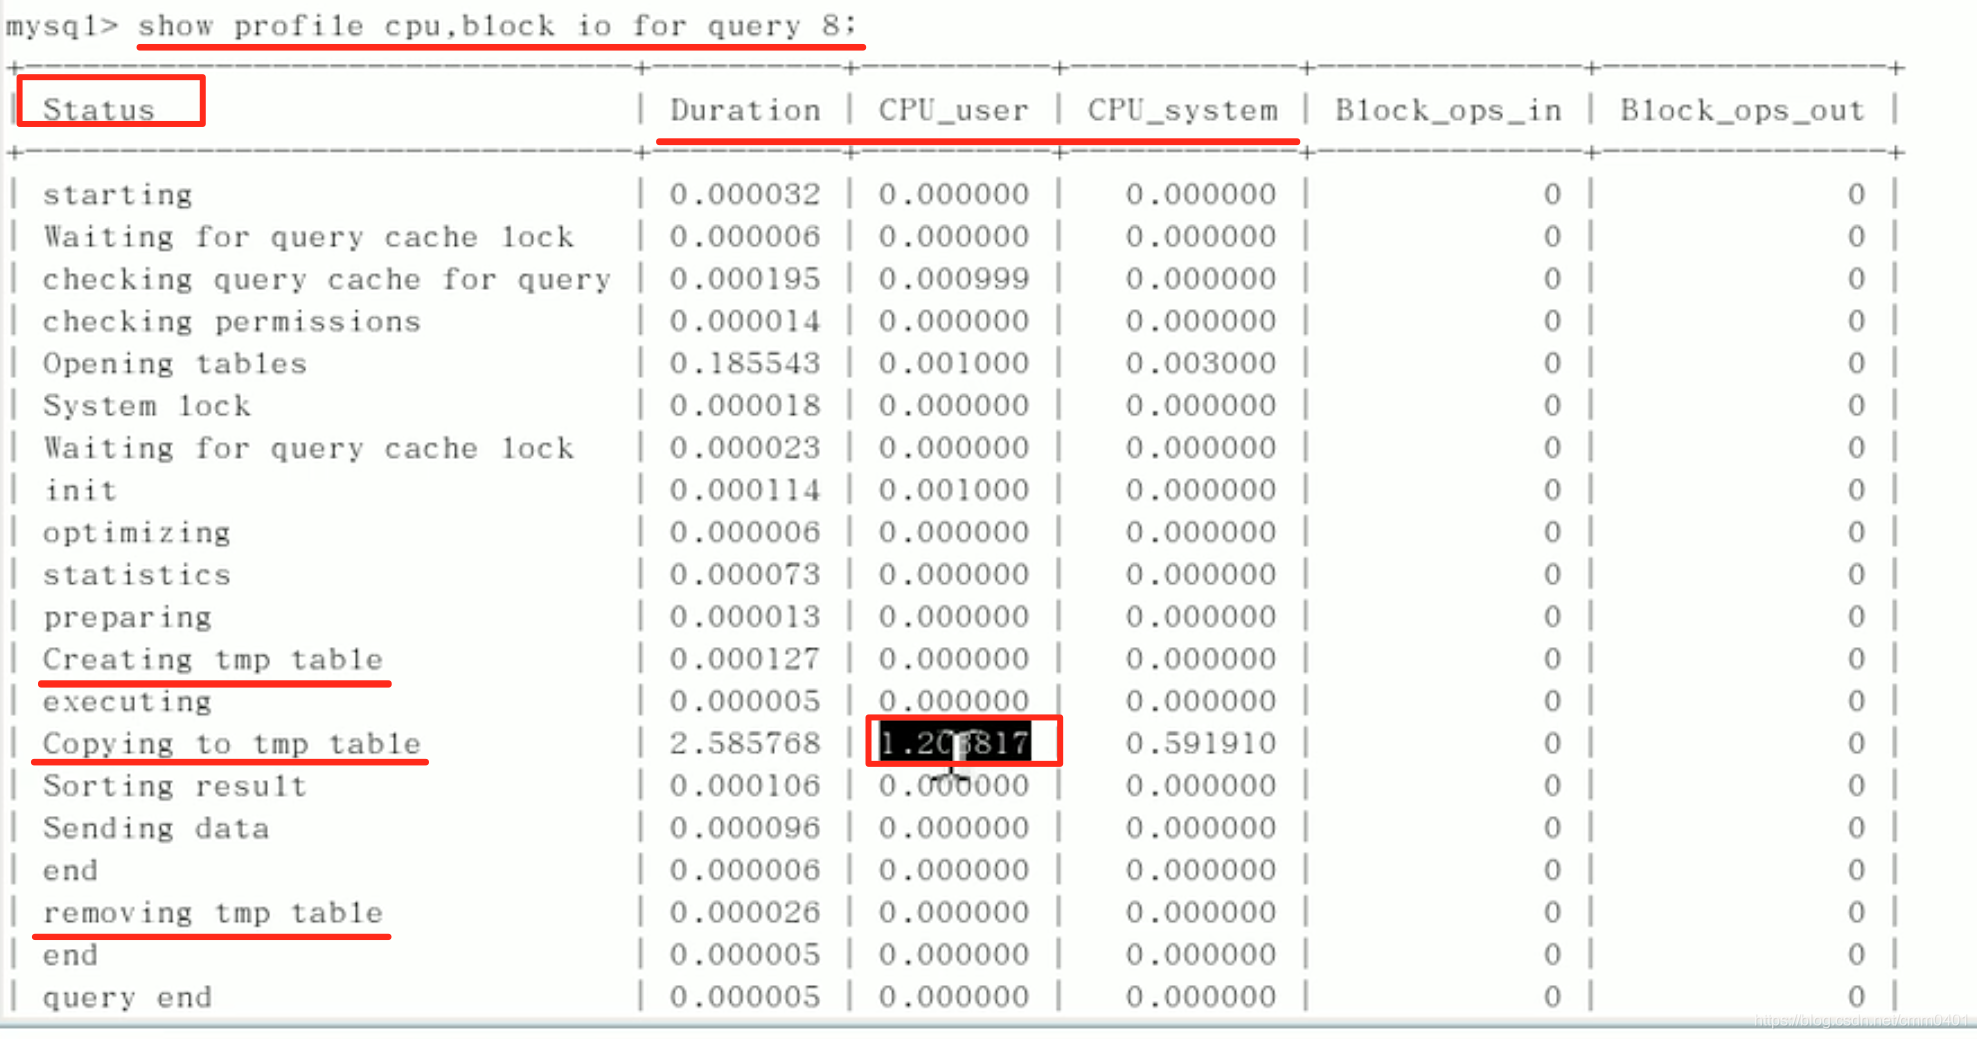 mysql> show profile cpu,block io for query 8;
+---------------------------------+----------+-----------+------------+--------------+---------------+
| Status | Duration | CPU_user | CPU_system | Block_ops_in | Block_ops_out |
+---------------------------------+----------+-----------+------------+--------------+---------------+
| starting | 0.000032 | 0.000000 | 0.000000 | 0 | 0 |
| Waiting for query cache lock | 0.000006 | 0.000000 | 0.000000 | 0 | 0 |
| checking query cache for query | 0.000195 | 0.000999 | 0.000000 | 0 | 0 |
| checking permissions | 0.000014 | 0.000000 | 0.000000 | 0 | 0 |
| Opening tables | 0.185543 | 0.001000 | 0.003000 | 0 | 0 |
| System lock | 0.000018 | 0.000000 | 0.000000 | 0 | 0 |
| Waiting for query cache lock | 0.000023 | 0.000000 | 0.000000 | 0 | 0 |
| init | 0.000114 | 0.001000 | 0.000000 | 0 | 0 |
| optimizing | 0.000006 | 0.000000 | 0.000000 | 0 | 0 |
| statistics | 0.000073 | 0.000000 | 0.000000 | 0 | 0 |
| preparing | 0.000013 | 0.000000 | 0.000000 | 0 | 0 |
| Creating tmp table | 0.000127 | 0.000000 | 0.000000 | 0 | 0 |
| executing | 0.000005 | 0.000000 | 0.000000 | 0 | 0 |
| Copying to tmp table | 2.585768 | | 0.591910 | 0 | 0 |
| Sorting result | 0.000106 | 0.000000 | 0.000000 | 0 | 0 |
| Sending data | 0.000096 | 0.000000 | 0.000000 | 0 | 0 |
| end | 0.000006 | 0.000000 | 0.000000 | 0 | 0 |
| removing tmp table | 0.000026 | 0.000000 | 0.000000 | 0 | 0 |
| end | 0.000005 | 0.000000 | 0.000000 | 0 | 0 |
| query end | 0.000005 | 0.000000 | 0.000000 | 0 | 0 |
https://blog.csdn.net/cmm0401